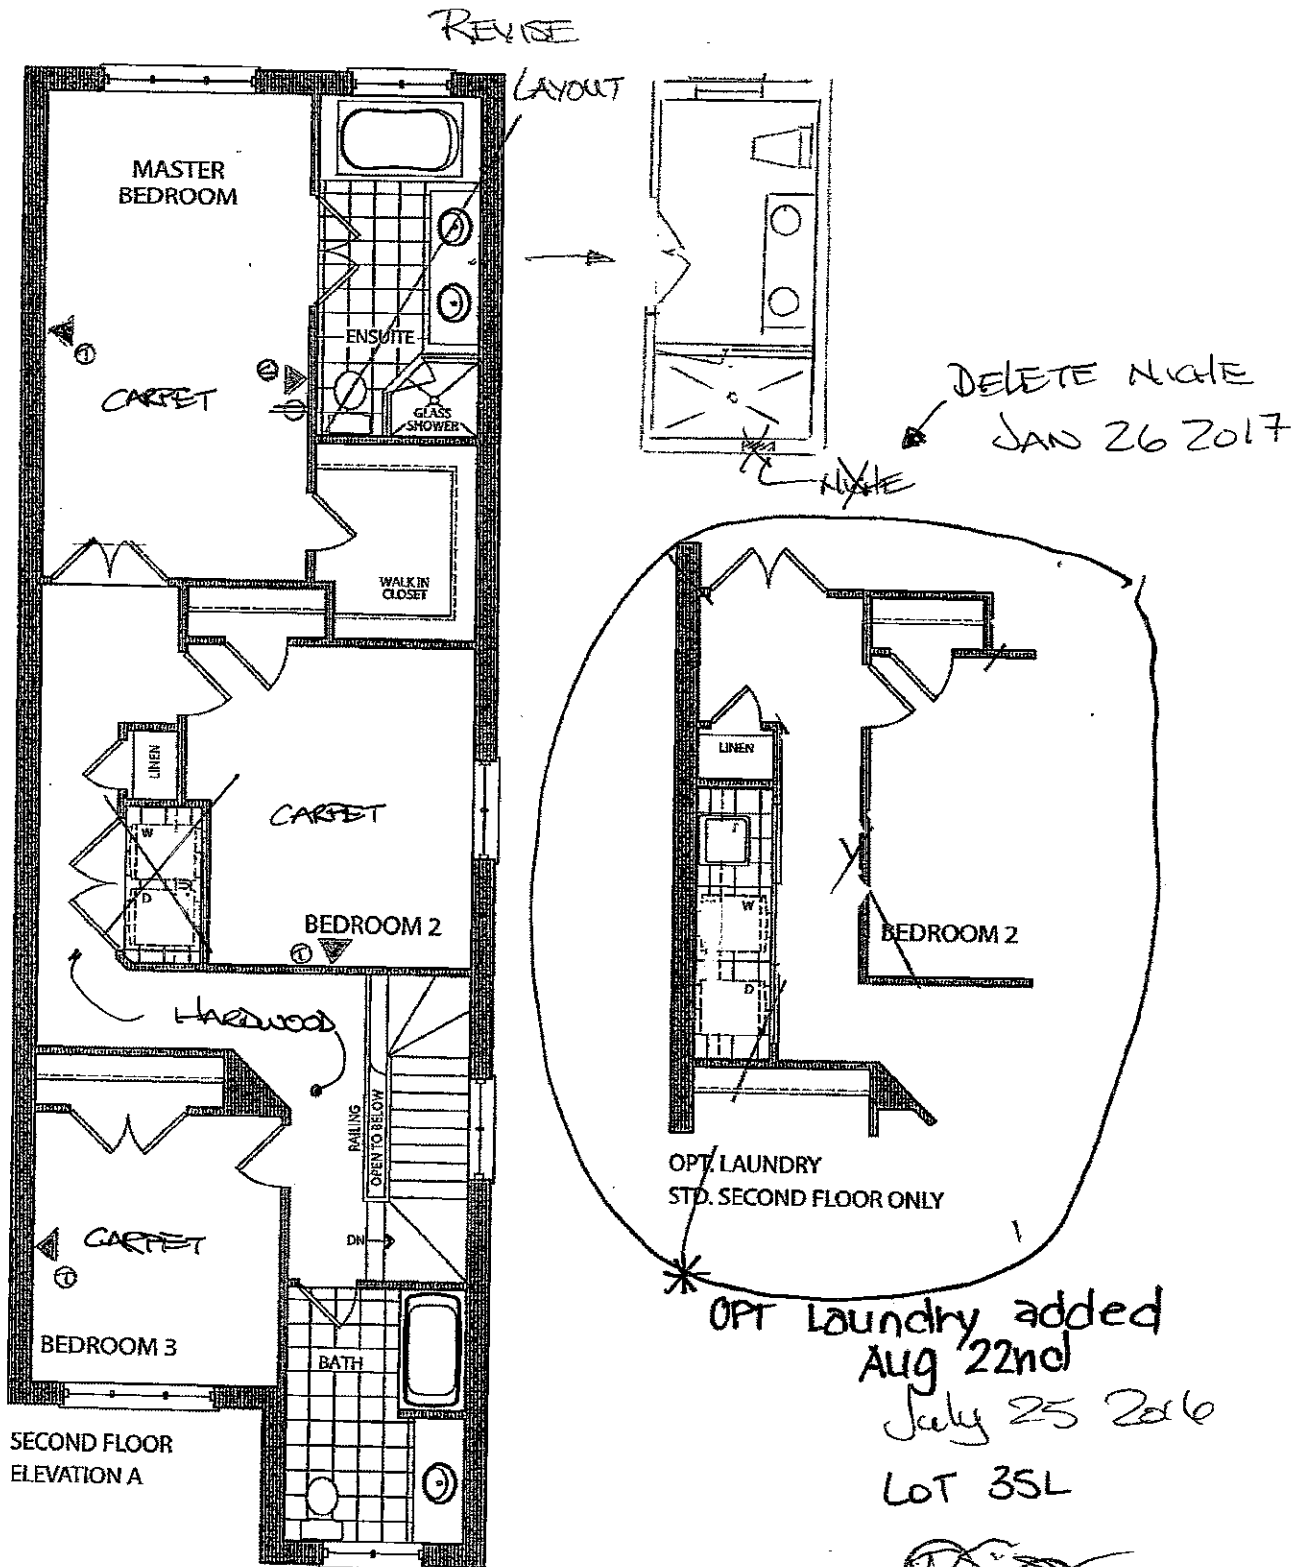 REVISE
LAYOUT
MASTER
BEDROOM
ENSUITE
GLASS
SHOWER
CARPET
T
DELETE NICHE
JAN 26 2017
NICHE
WALK IN
CLOSET
LINEN
W
D
CARPET
BEDROOM 2
T
HARDWOOD
RAILING
OPEN TO BELOW
DN
CARPET
T
BEDROOM 3
BATH
SECOND FLOOR
ELEVATION A
LINEN
W
D
BEDROOM 2
OPT. LAUNDRY
STD. SECOND FLOOR ONLY
OPT Laundry added
Aug 22nd
July 25 2016
LOT 35L